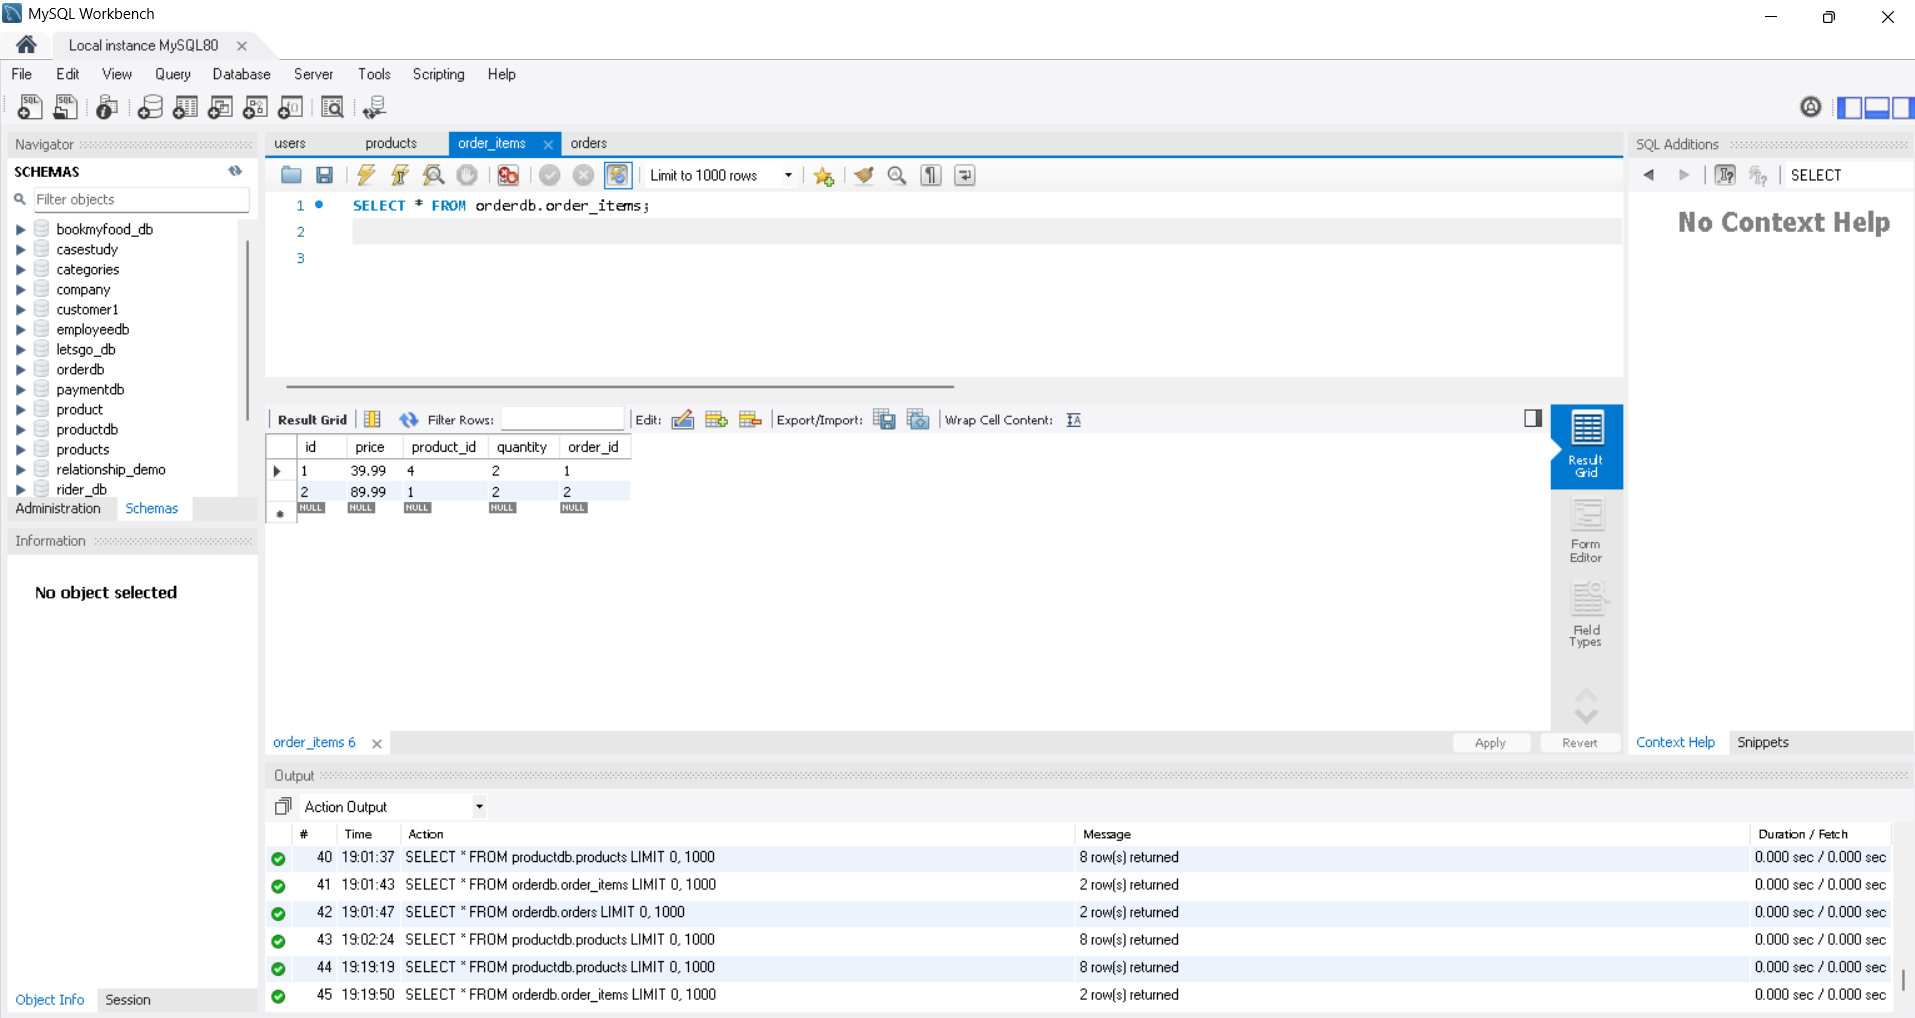 MySQL Workbench
Local instance MySQL80
File Edit View Query Database Server Tools Scripting Help
Navigator
SCHEMAS
Filter objects
bookmyfood_db
casestudy
categories
company
customer1
employeedb
letsgo_db
orderdb
paymentdb
product
productdb
products
relationship_demo
rider_db
Administration Schemas
Information
No object selected
Object Info Session
users products order_items orders
Limit to 1000 rows
1 SELECT * FROM orderdb.order_items;
2
3
Result Grid Filter Rows: Edit: Export/Import: Wrap Cell Content:
id price product_id quantity order_id
1 39.99 4 2 1
2 89.99 1 2 2
NULL NULL NULL NULL NULL
Result
Grid
Form
Editor
Field
Types
order_items 6
Apply Revert
SQL Additions
SELECT
No Context Help
Context Help Snippets
Output
Action Output
# Time Action Message Duration / Fetch
40 19:01:37 SELECT * FROM productdb.products LIMIT 0, 1000 8 row(s) returned 0.000 sec / 0.000 sec
41 19:01:43 SELECT * FROM orderdb.order_items LIMIT 0, 1000 2 row(s) returned 0.000 sec / 0.000 sec
42 19:01:47 SELECT * FROM orderdb.orders LIMIT 0, 1000 2 row(s) returned 0.000 sec / 0.000 sec
43 19:02:24 SELECT * FROM productdb.products LIMIT 0, 1000 8 row(s) returned 0.000 sec / 0.000 sec
44 19:19:19 SELECT * FROM productdb.products LIMIT 0, 1000 8 row(s) returned 0.000 sec / 0.000 sec
45 19:19:50 SELECT * FROM orderdb.order_items LIMIT 0, 1000 2 row(s) returned 0.000 sec / 0.000 sec